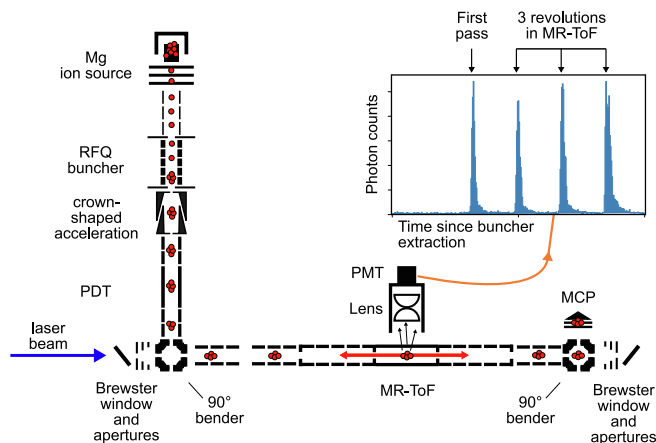 First
pass
3 revolutions
in MR-ToF
Mg
ion source
Photon counts
RFQ
buncher
crown-
shaped
acceleration
Time since buncher
extraction
PDT
PMT
Lens
MCP
laser
beam
Brewster
window
and
apertures
90°
bender
MR-ToF
90°
bender
Brewster
window
and
apertures